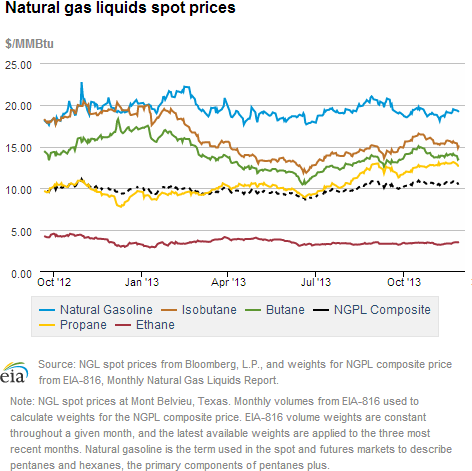 Natural gas liquids spot prices
$/MMBtu
25.00
20.00
15.00
10.00
5.00
0.00
Oct '12 Jan '13 Apr '13 Jul '13 Oct '13
Natural Gasoline Isobutane Butane NGPL Composite
Propane Ethane
eia
Source: NGL spot prices from Bloomberg, L.P., and weights for NGPL composite price
from EIA-816, Monthly Natural Gas Liquids Report.
Note: NGL spot prices at Mont Belvieu, Texas. Monthly volumes from EIA-816 used to
calculate weights for the NGPL composite price. EIA-816 volume weights are constant
throughout a given month, and the latest available weights are applied to the three most
recent months. Natural gasoline is the term used in the spot and futures markets to describe
pentanes and hexanes, the primary components of pentanes plus.